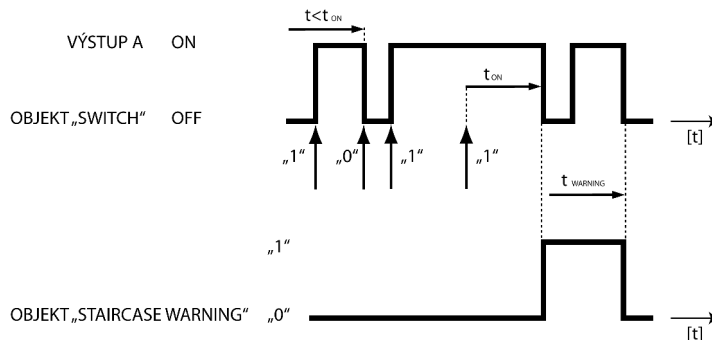 t<t ON
VÝSTUP A ON
t ON
OBJEKT „SWITCH“ OFF
[t]
„1“ „0“ „1“ „1“
t WARNING
„1“
OBJEKT „STAIRCASE WARNING“ „0“
[t]